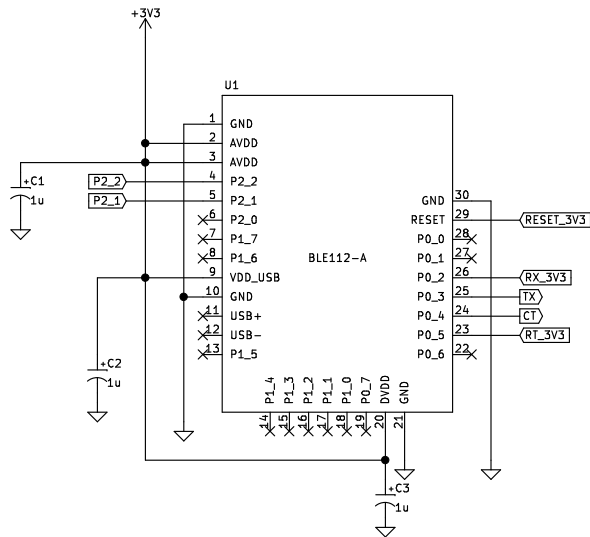 +3V3
U1
1 GND
2 AVDD
3 AVDD
+C1
1u
P2_2 4 P2_2
P2_1 5 P2_1
6 P2_0
7 P1_7
8 P1_6
9 VDD_USB
10 GND
11 USB+
12 USB-
13 P1_5
BLE112-A
GND 30
RESET 29 RESET_3V3
P0_0 28
P0_1 27
P0_2 26 RX_3V3
P0_3 25 TX
P0_4 24 CT
P0_5 23 RT_3V3
P0_6 22
+C2
1u
P1_4 14
P1_3 15
P1_2 16
P1_1 17
P1_0 18
P0_7 19
DVDD 20
GND 21
+C3
1u